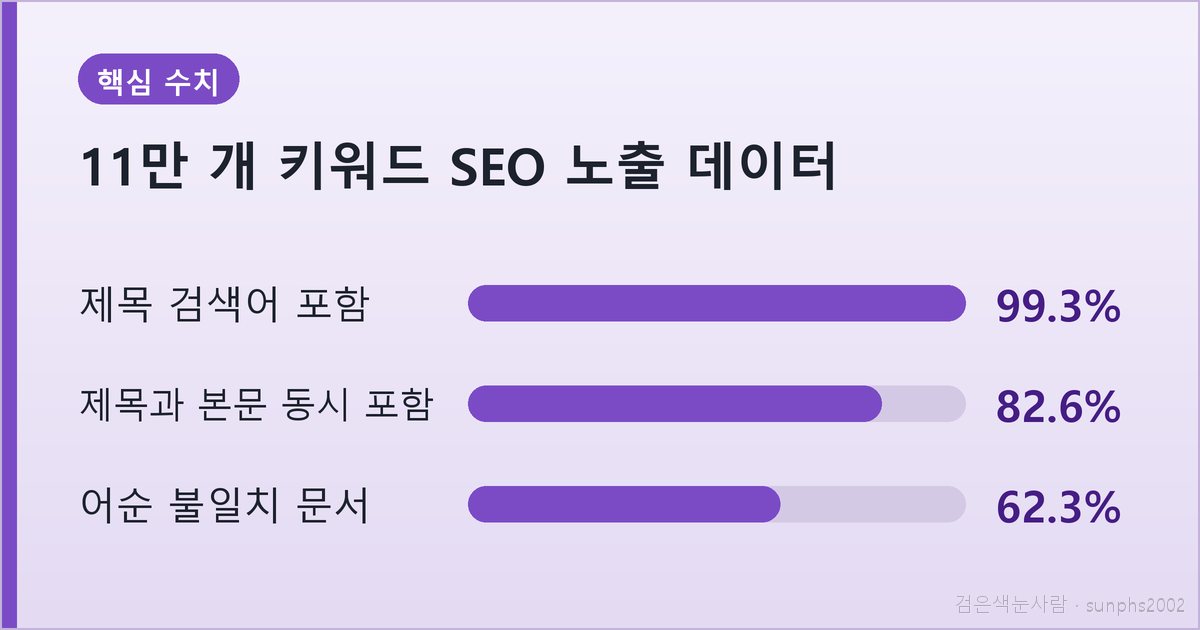 핵심 수치
11만 개 키워드 SEO 노출 데이터
제목 검색어 포함 99.3%
제목과 본문 동시 포함 82.6%
어순 불일치 문서 62.3%
검은색눈사람 · sunphs2002